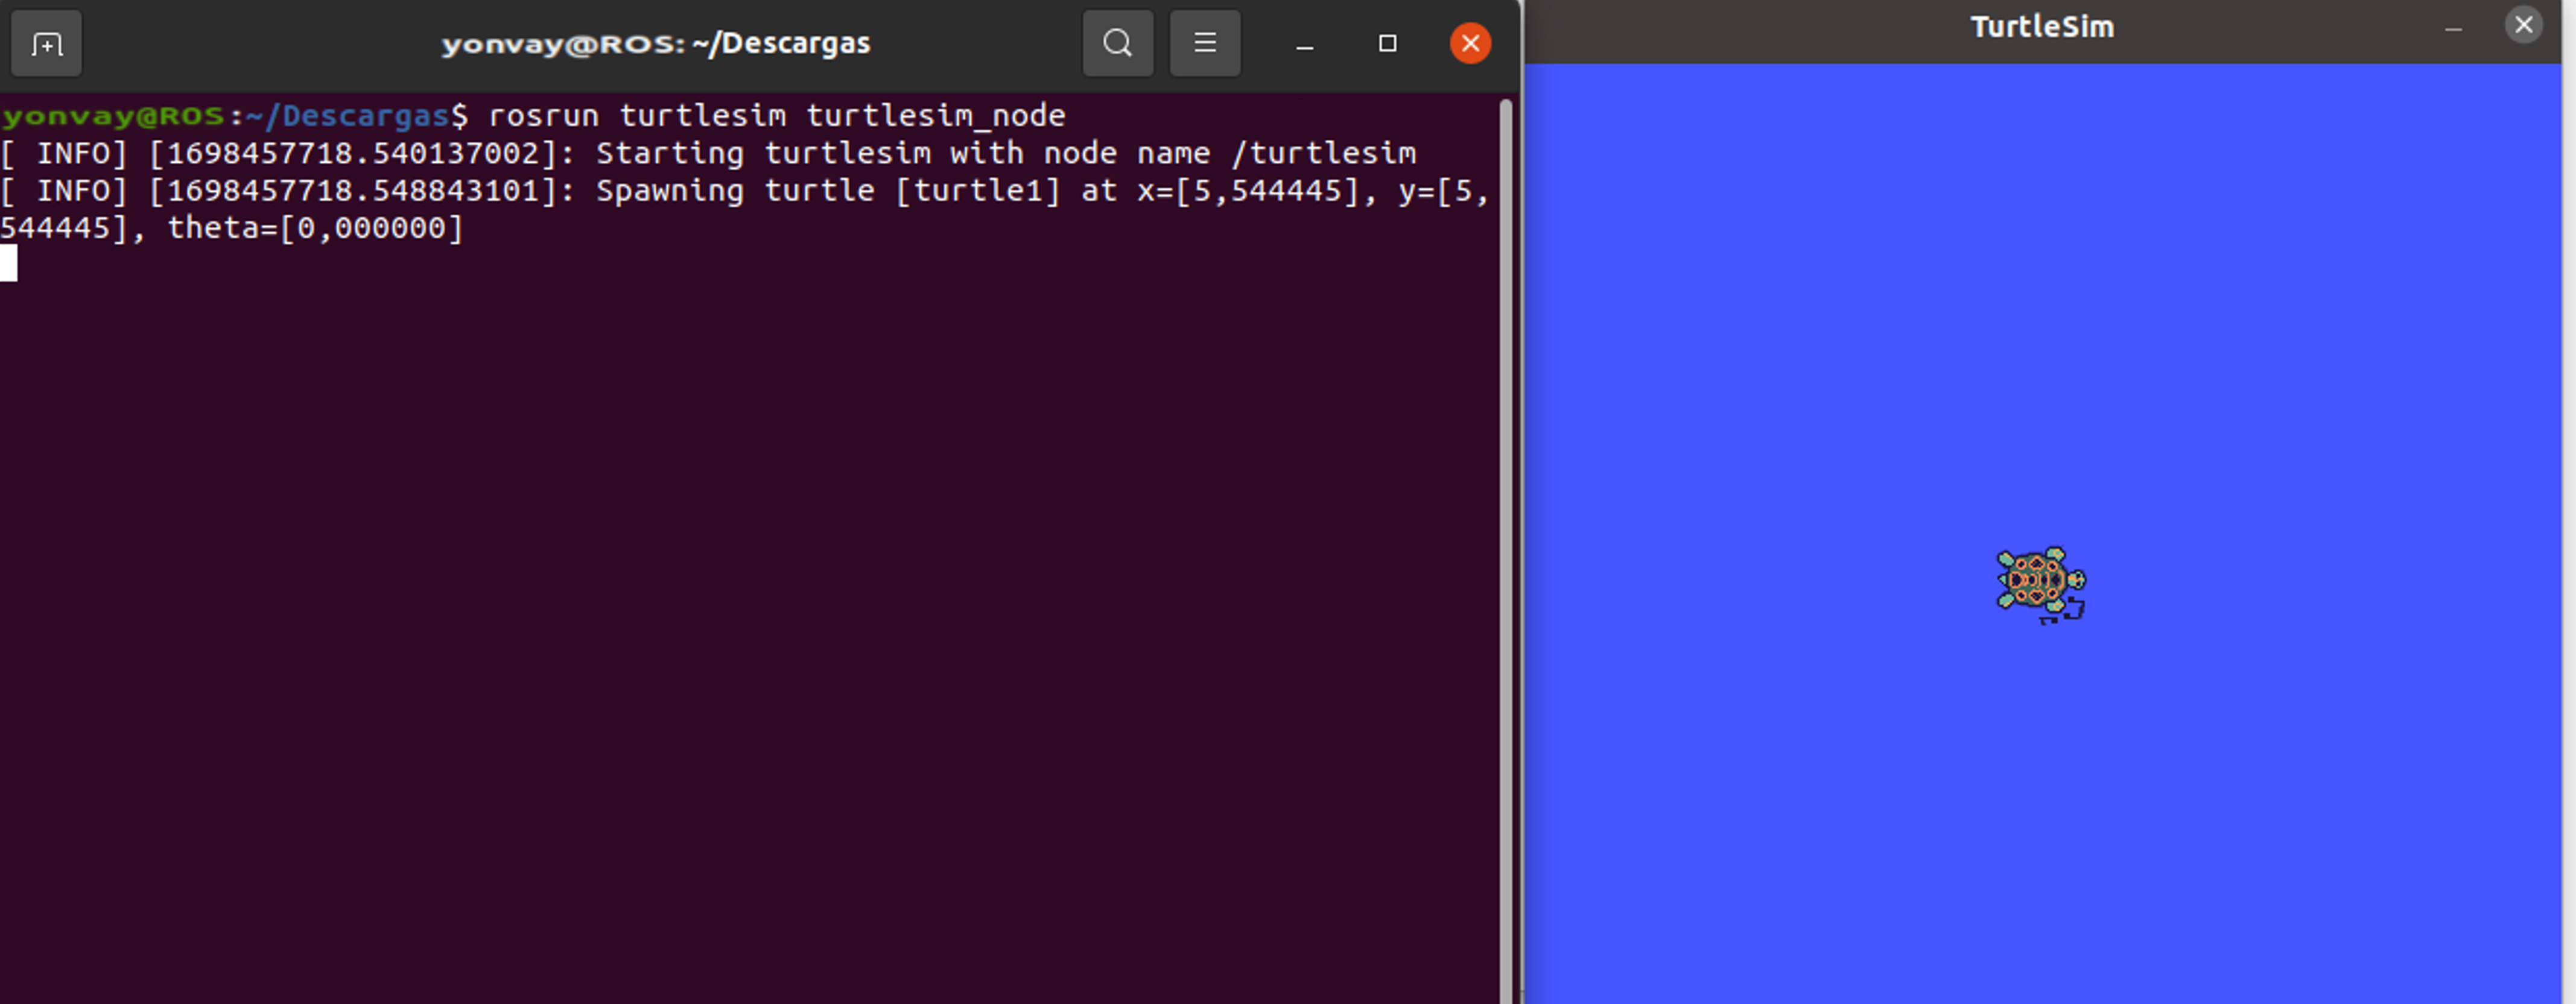 yonvay@ROS: ~/Descargas
yonvay@ROS:~/Descargas$ rosrun turtlesim turtlesim_node
[ INFO] [1698457718.540137002]: Starting turtlesim with node name /turtlesim
[ INFO] [1698457718.548843101]: Spawning turtle [turtle1] at x=[5,544445], y=[5,
544445], theta=[0,000000]
TurtleSim